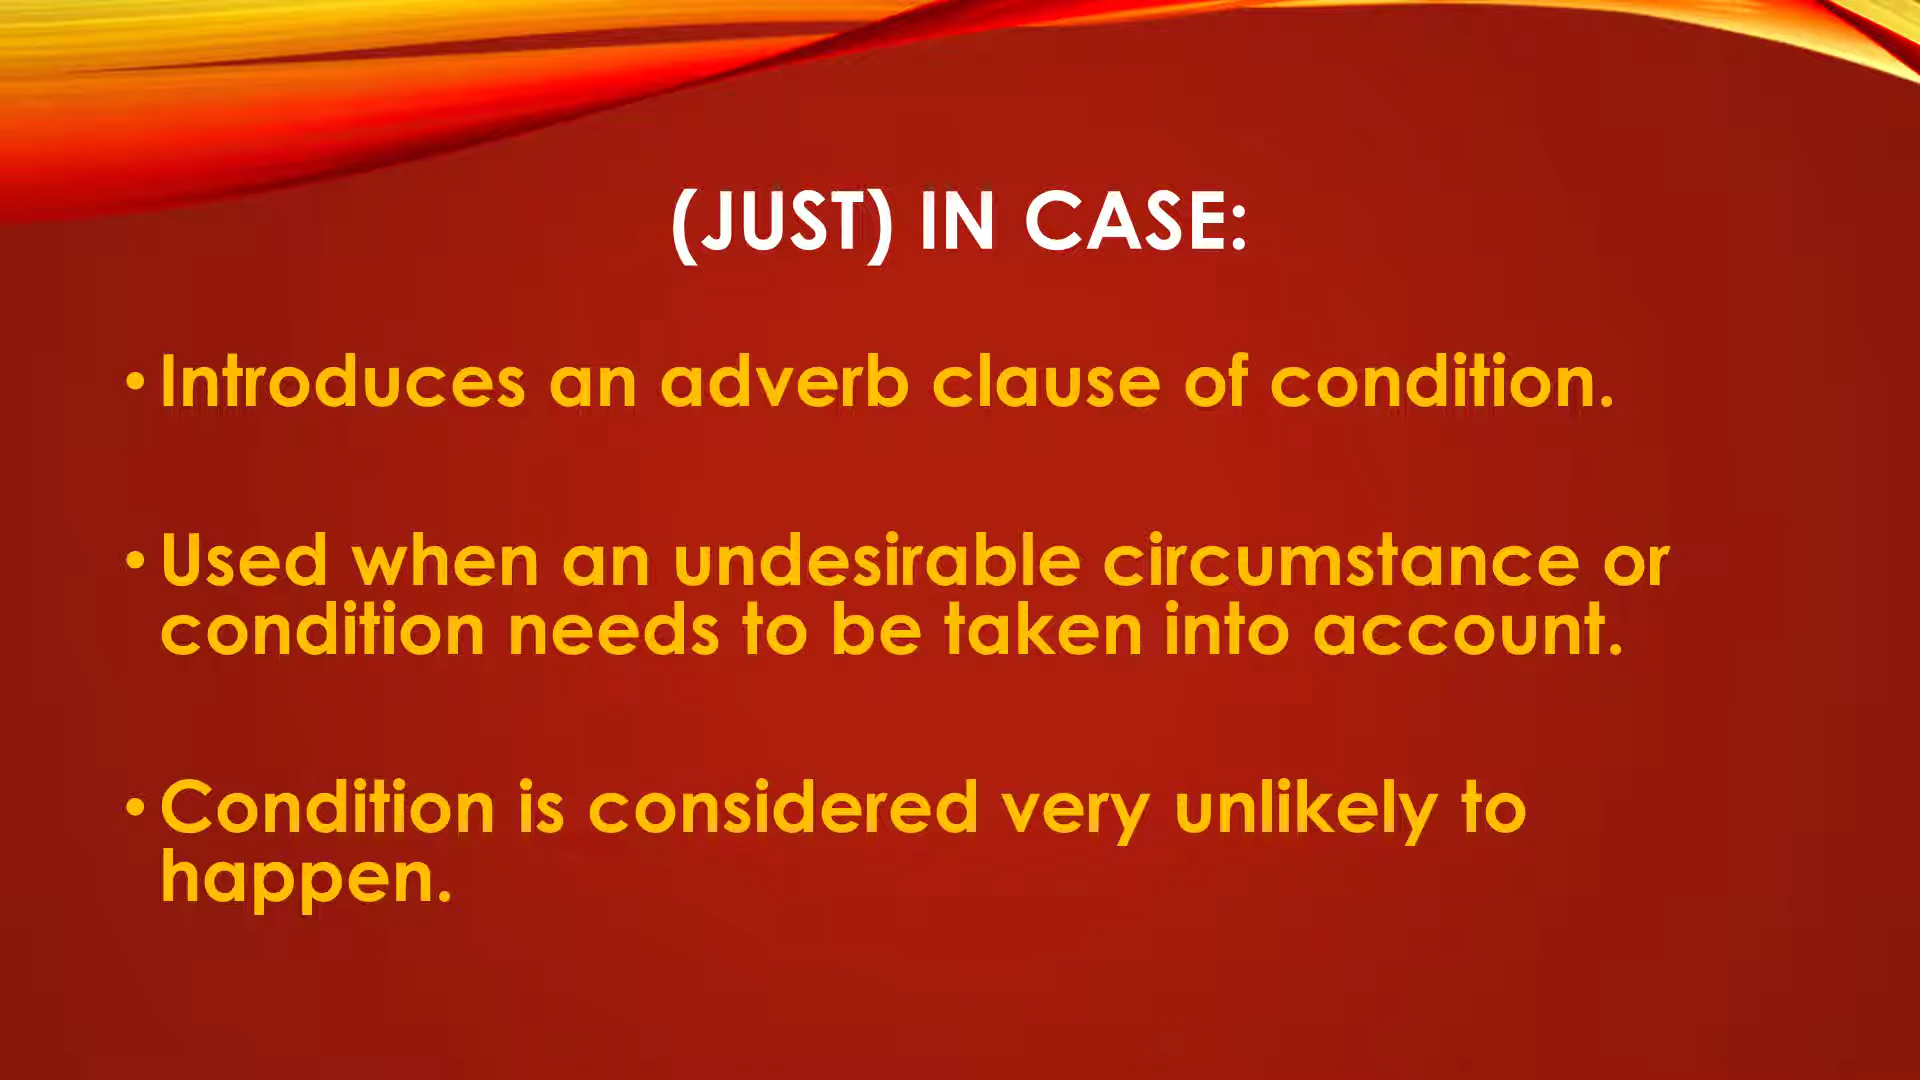 (JUST) IN CASE:
• Introduces an adverb clause of condition.
• Used when an undesirable circumstance or
condition needs to be taken into account.
• Condition is considered very unlikely to
happen.